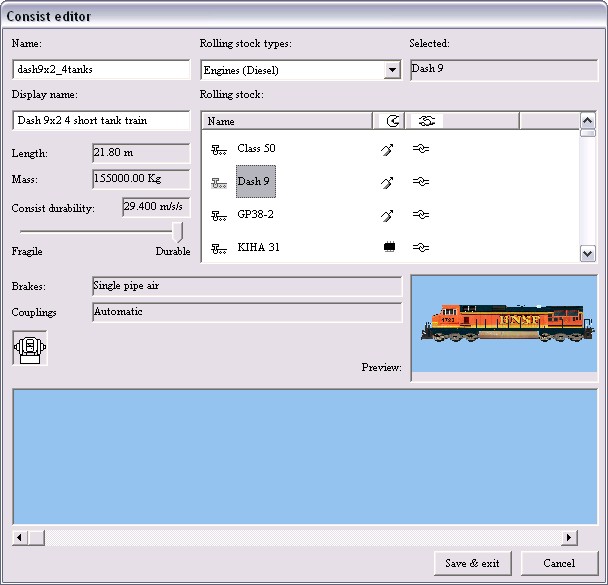 Consist editor
Name:
dash9x2_4tanks
Rolling stock types:
Engines (Diesel)
Selected:
Dash 9
Display name:
Dash 9x2 4 short tank train
Rolling stock:
Name
Class 50
Dash 9
GP38-2
KIHA 31
Length:
21.80 m
Mass:
155000.00 Kg
Consist durability:
29.400 m/s/s
Fragile
Durable
Brakes:
Single pipe air
Couplings
Automatic
Preview:
BNSF
Save & exit
Cancel